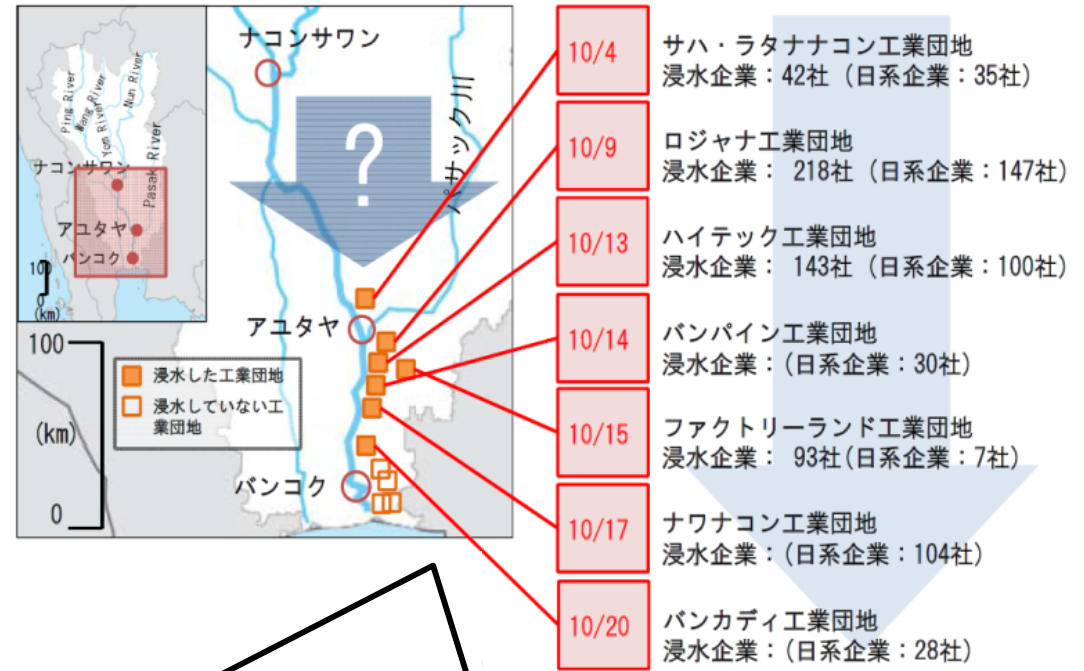 Ping River
Wang River
Yom River
Nun River
Pasak River
ナコンサワン
アユタヤ
バンコク
100
0
(km)
ナコンサワン
?
パサック川
アユタヤ
バンコク
100
(km)
0
浸水した工業団地
浸水していない工
業団地
10/4
サハ・ラタナナコン工業団地
浸水企業：42社 (日系企業：35社)
10/9
ロジャナ工業団地
浸水企業： 218社 (日系企業：147社)
10/13
ハイテック工業団地
浸水企業： 143社 (日系企業：100社)
10/14
バンパイン工業団地
浸水企業：(日系企業：30社)
10/15
ファクトリーランド工業団地
浸水企業： 93社(日系企業：7社)
10/17
ナワナコン工業団地
浸水企業：(日系企業：104社)
10/20
バンカディ工業団地
浸水企業：(日系企業：28社)